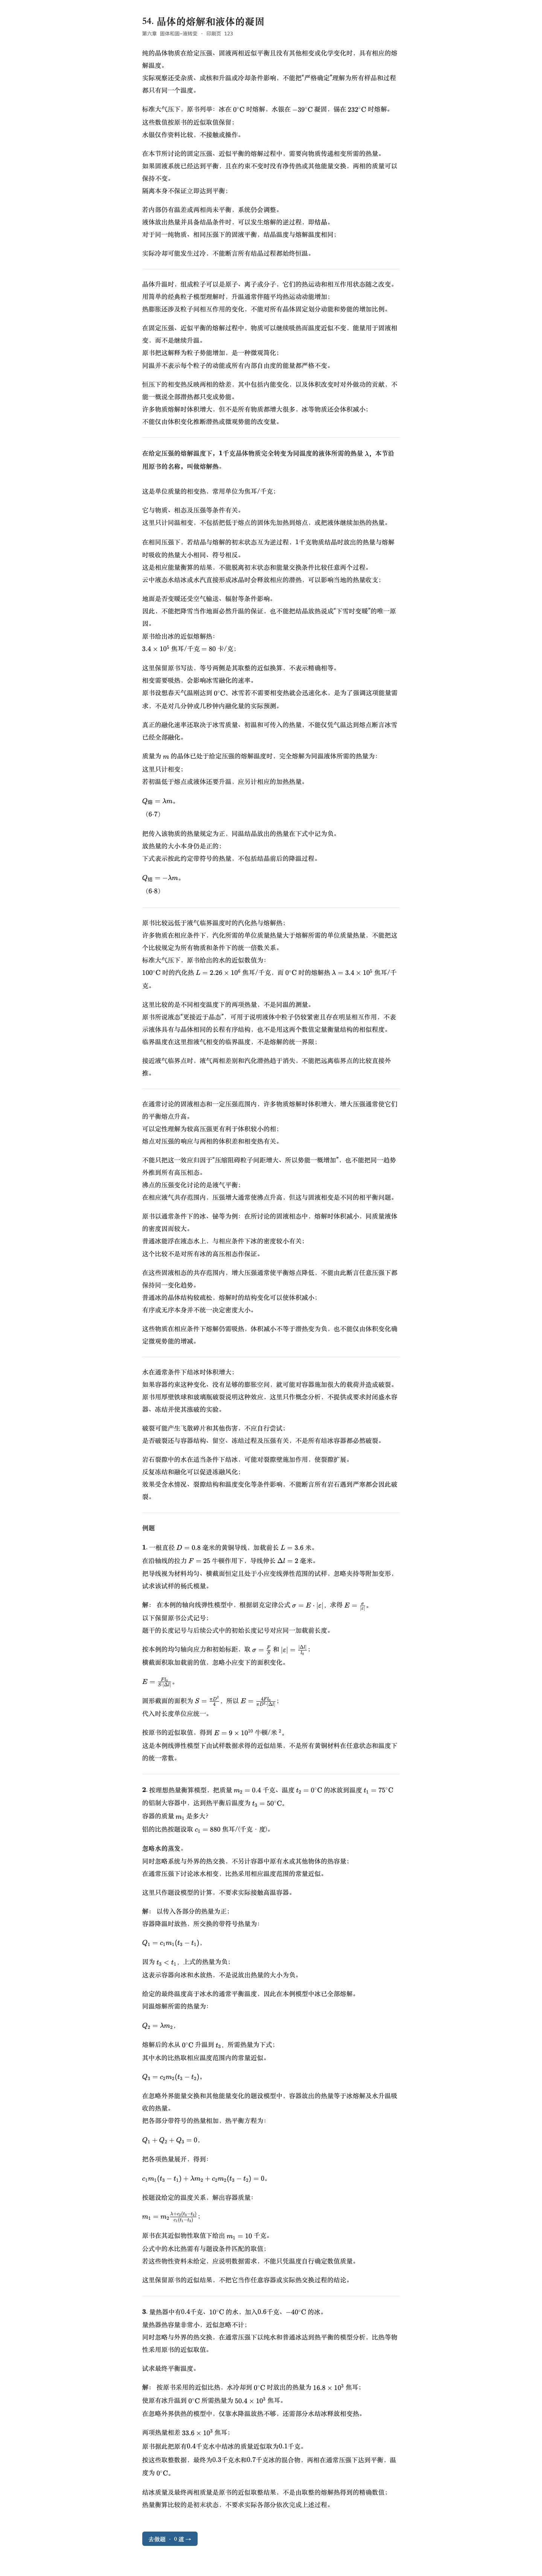 54. 晶体的熔解和液体的凝固
第六章 固体和固-液转变 · 印刷页 123
纯的晶体物质在给定压强、固液两相近似平衡且没有其他相变或化学变化时，具有相应的熔
解温度。
实际观察还受杂质、成核和升温或冷却条件影响，不能把“严格确定”理解为所有样品和过程
都只有同一个温度。
标准大气压下，原书列举：冰在 0°C 时熔解，水银在 −39°C 凝固，锡在 232°C 时熔解。
这些数值按原书的近似取值保留；
水银仅作资料比较，不接触或操作。
在本节所讨论的固定压强、近似平衡的熔解过程中，需要向物质传递相变所需的热量。
如果固液系统已经达到平衡，且在约束不变时没有净传热或其他能量交换，两相的质量可以
保持不变。
隔离本身不保证立即达到平衡；
若内部仍有温差或两相尚未平衡，系统仍会调整。
液体放出热量并具备结晶条件时，可以发生熔解的逆过程，即结晶。
对于同一纯物质、相同压强下的固液平衡，结晶温度与熔解温度相同；
实际冷却可能发生过冷，不能断言所有结晶过程都始终恒温。
晶体升温时，组成粒子可以是原子、离子或分子，它们的热运动和相互作用状态随之改变。
用简单的经典粒子模型理解时，升温通常伴随平均热运动动能增加；
热膨胀还涉及粒子间相互作用的变化，不能对所有晶体固定划分动能和势能的增加比例。
在固定压强、近似平衡的熔解过程中，物质可以继续吸热而温度近似不变，能量用于固液相
变，而不是继续升温。
原书把这解释为粒子势能增加，是一种微观简化；
同温并不表示每个粒子的动能或所有内部自由度的能量都严格不变。
恒压下的相变热反映两相的焓差，其中包括内能变化，以及体积改变时对外做功的贡献，不
能一概说全部潜热都只变成势能。
许多物质熔解时体积增大，但不是所有物质都增大很多，冰等物质还会体积减小；
不能仅由体积变化推断潜热或微观势能的改变量。
在给定压强的熔解温度下，1千克晶体物质完全转变为同温度的液体所需的热量 λ，本节沿
用原书的名称，叫做熔解热。
这是单位质量的相变热，常用单位为焦耳/千克；
它与物质、相态及压强等条件有关。
这里只计同温相变，不包括把低于熔点的固体先加热到熔点，或把液体继续加热的热量。
在相同压强下，若结晶与熔解的初末状态互为逆过程，1千克物质结晶时放出的热量与熔解
时吸收的热量大小相同、符号相反。
这是相应能量衡算的结果，不能脱离初末状态和能量交换条件比较任意两个过程。
云中液态水结冰或水汽直接形成冰晶时会释放相应的潜热，可以影响当地的热量收支；
地面是否变暖还受空气输送、辐射等条件影响。
因此，不能把降雪当作地面必然升温的保证，也不能把结晶放热说成“下雪时变暖”的唯一原
因。
原书给出冰的近似熔解热：
3.4 × 10⁵ 焦耳/千克 = 80 卡/克；
这里保留原书写法，等号两侧是其取整的近似换算，不表示精确相等。
相变需要吸热，会影响冰雪融化的速率。
原书设想春天气温刚达到 0°C、冰雪若不需要相变热就会迅速化水，是为了强调这项能量需
求，不是对几分钟或几秒钟内融化量的实际预测。
真正的融化速率还取决于冰雪质量、初温和可传入的热量，不能仅凭气温达到熔点断言冰雪
已经全部融化。
质量为 m 的晶体已处于给定压强的熔解温度时，完全熔解为同温液体所需的热量为：
这里只计相变；
若初温低于熔点或液体还要升温，应另计相应的加热热量。
Q熔 = λm。
（6-7）
把传入该物质的热量规定为正，同温结晶放出的热量在下式中记为负。
放热量的大小本身仍是正的；
下式表示按此约定带符号的热量，不包括结晶前后的降温过程。
Q结 = −λm。
（6-8）
原书比较远低于液气临界温度时的汽化热与熔解热；
许多物质在相应条件下，汽化所需的单位质量热量大于熔解所需的单位质量热量，不能把这
个比较规定为所有物质和条件下的统一倍数关系。
标准大气压下，原书给出的水的近似数值为：
100°C 时的汽化热 L = 2.26 × 10⁶ 焦耳/千克，而 0°C 时的熔解热 λ = 3.4 × 10⁵ 焦耳/千
克。
这里比较的是不同相变温度下的两项热量，不是同温的测量。
原书所说液态“更接近于晶态”，可用于说明液体中粒子仍较紧密且存在明显相互作用，不表
示液体具有与晶体相同的长程有序结构，也不是用这两个数值定量衡量结构的相似程度。
临界温度在这里指液气相变的临界温度，不是熔解的统一界限；
接近液气临界点时，液气两相差别和汽化潜热趋于消失，不能把远离临界点的比较直接外
推。
在通常讨论的固液相态和一定压强范围内，许多物质熔解时体积增大，增大压强通常使它们
的平衡熔点升高。
可以定性理解为较高压强更有利于体积较小的相；
熔点对压强的响应与两相的体积差和相变热有关。
不能只把这一效应归因于“压缩阻碍粒子间距增大、所以势能一概增加”，也不能把同一趋势
外推到所有高压相态。
沸点的压强变化讨论的是液气平衡；
在相应液气共存范围内，压强增大通常使沸点升高，但这与固液相变是不同的相平衡问题。
原书以通常条件下的冰、铋等为例：在所讨论的固液相态中，熔解时体积减小，同质量液体
的密度因而较大。
普通冰能浮在液态水上，与相应条件下冰的密度较小有关；
这个比较不是对所有冰的高压相态作保证。
在这些固液相态的共存范围内，增大压强通常使平衡熔点降低，不能由此断言任意压强下都
保持同一变化趋势。
普通冰的晶体结构较疏松，熔解时的结构变化可以使体积减小；
有序或无序本身并不统一决定密度大小。
这些物质在相应条件下熔解仍需吸热，体积减小不等于潜热变为负，也不能仅由体积变化确
定微观势能的增减。
水在通常条件下结冰时体积增大；
如果容器约束这种变化、没有足够的膨胀空间，就可能对容器施加很大的载荷并造成破裂。
原书用厚壁铁球和玻璃瓶破裂说明这种效应，这里只作概念分析，不提供或要求封闭盛水容
器、冻结并使其涨破的实验。
破裂可能产生飞散碎片和其他伤害，不应自行尝试；
是否破裂还与容器结构、留空、冻结过程及压强有关，不是所有结冰容器都必然破裂。
岩石裂隙中的水在适当条件下结冰，可能对裂隙壁施加作用，使裂隙扩展。
反复冻结和融化可以促进冻融风化；
效果受含水情况、裂隙结构和温度变化等条件影响，不能断言所有岩石遇到严寒都会因此破
裂。
例题
1. 一根直径 D = 0.8 毫米的黄铜导线，加载前长 L = 3.6 米。
在沿轴线的拉力 F = 25 牛顿作用下，导线伸长 Δl = 2 毫米。
把导线视为材料均匀、横截面恒定且处于小应变线弹性范围的试样，忽略夹持等附加变形，
试求该试样的杨氏模量。
解： 在本例的轴向线弹性模型中，根据胡克定律公式 σ = E · |ε|，求得 E = σ/|ε|。
以下保留原书公式记号；
题干的长度记号与后续公式中的初始长度记号对应同一加载前长度。
按本例的均匀轴向应力和初始标距，取 σ = F/S 和 |ε| = |Δl|/l₀；
横截面积取加载前的值，忽略小应变下的面积变化。
E = Fl₀/S|Δl|。
圆形截面的面积为 S = πD²/4，所以 E = 4Fl₀/πD²|Δl|；
代入时长度单位应统一。
按原书的近似取值，得到 E = 9 × 10¹⁰ 牛顿/米 ²。
这是本例线弹性模型下由试样数据求得的近似结果，不是所有黄铜材料在任意状态和温度下
的统一常数。
2. 按理想热量衡算模型，把质量 m₂ = 0.4 千克、温度 t₂ = 0°C 的冰放到温度 t₁ = 75°C
的铝制大容器中，达到热平衡后温度为 t₃ = 50°C。
容器的质量 m₁ 是多大？
铝的比热按题设取 c₁ = 880 焦耳/(千克 · 度)。
忽略水的蒸发。
同时忽略系统与外界的热交换，不另计容器中原有水或其他物体的热容量；
在通常压强下讨论冰水相变，比热采用相应温度范围的常量近似。
这里只作题设模型的计算，不要求实际接触高温容器。
解： 以传入各部分的热量为正；
容器降温时放热，所交换的带符号热量为：
Q₁ = c₁m₁(t₃ − t₁)，
因为 t₃ < t₁，上式的热量为负；
这表示容器向冰和水放热，不是说放出热量的大小为负。
给定的最终温度高于冰水的通常平衡温度，因此在本例模型中冰已全部熔解。
同温熔解所需的热量为：
Q₂ = λm₂，
熔解后的水从 0°C 升温到 t₃，所需热量为下式；
其中水的比热取相应温度范围内的常量近似。
Q₃ = c₂m₂(t₃ − t₂)。
在忽略外界能量交换和其他能量变化的题设模型中，容器放出的热量等于冰熔解及水升温吸
收的热量。
把各部分带符号的热量相加，热平衡方程为：
Q₁ + Q₂ + Q₃ = 0，
把各项热量展开，得到：
c₁m₁(t₃ − t₁) + λm₂ + c₂m₂(t₃ − t₂) = 0。
按题设给定的温度关系，解出容器质量：
m₁ = m₂ λ+c₂(t₃−t₂)/c₁(t₁−t₃)；
原书在其近似物性取值下给出 m₁ = 10 千克。
公式中的水比热需有与题设条件匹配的取值；
若这些物性资料未给定，应说明数据需求，不能只凭温度自行确定数值质量。
这里保留原书的近似结果，不把它当作任意容器或实际热交换过程的结论。
3. 量热器中有0.4千克、10°C 的水，加入0.6千克、−40°C 的冰。
量热器热容量非常小，近似忽略不计；
同时忽略与外界的热交换，在通常压强下以纯水和普通冰达到热平衡的模型分析，比热等物
性采用原书的近似取值。
试求最终平衡温度。
解： 按原书采用的近似比热，水冷却到 0°C 时放出的热量为 16.8 × 10³ 焦耳；
使原有冰升温到 0°C 所需热量为 50.4 × 10³ 焦耳。
在忽略外界供热的模型中，仅靠水降温放热不够，还需部分水结冰释放相变热。
两项热量相差 33.6 × 10³ 焦耳；
原书据此把原有0.4千克水中结冰的质量近似取为0.1千克。
按这些取整数据，最终为0.3千克水和0.7千克冰的混合物，两相在通常压强下达到平衡，温
度为 0°C。
结冰质量及最终两相质量是原书的近似取整结果，不是由取整的熔解热得到的精确数值；
热量衡算比较的是初末状态，不要求实际各部分依次完成上述过程。
去做题 · 0 道 →